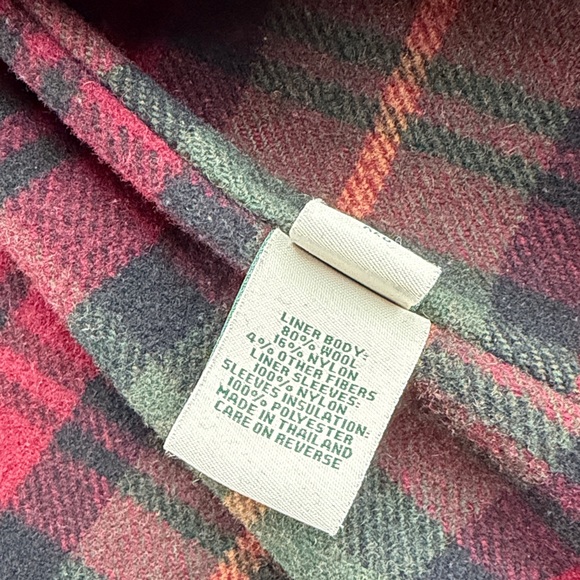 LINER BODY:
80% WOOL
16% NYLON
4% OTHER FIBERS
LINER SLEEVES:
100% NYLON
SLEEVES INSULATION:
100% POLYESTER
MADE IN THAILAND
CARE ON REVERSE